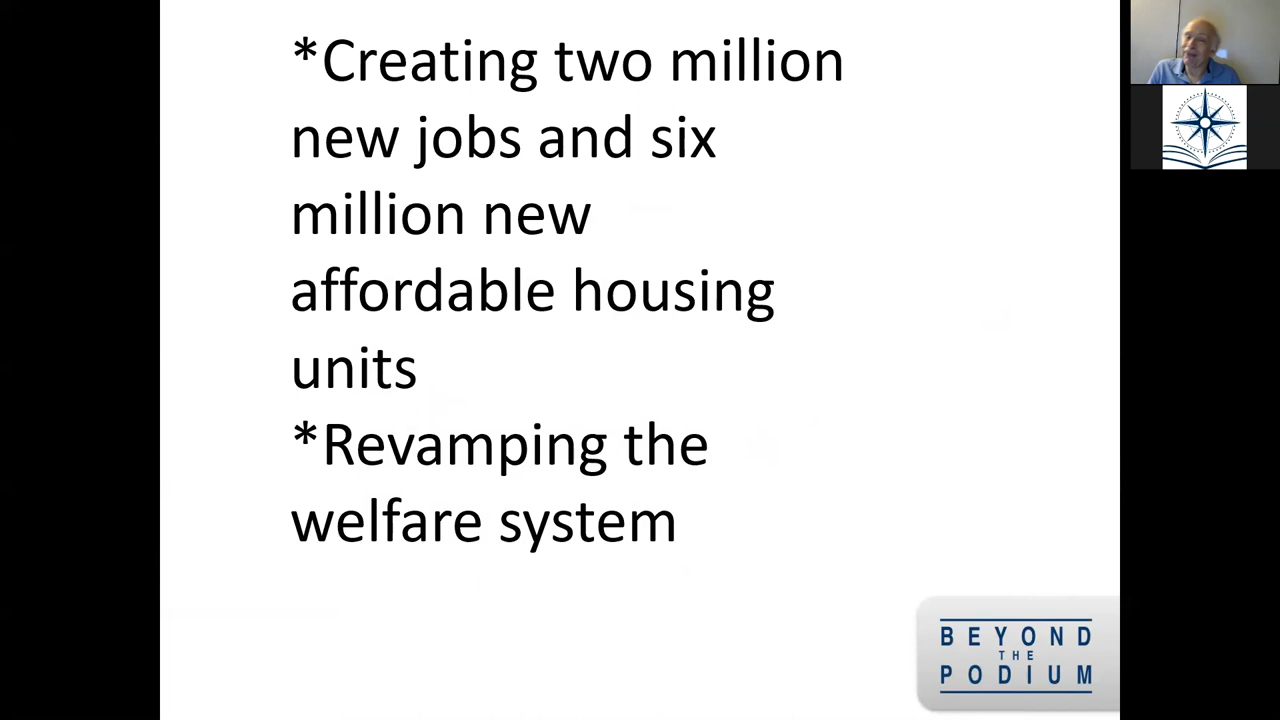 *Creating two million
new jobs and six
million new
affordable housing
units
*Revamping the
welfare system
BEYOND
THE
PODIUM